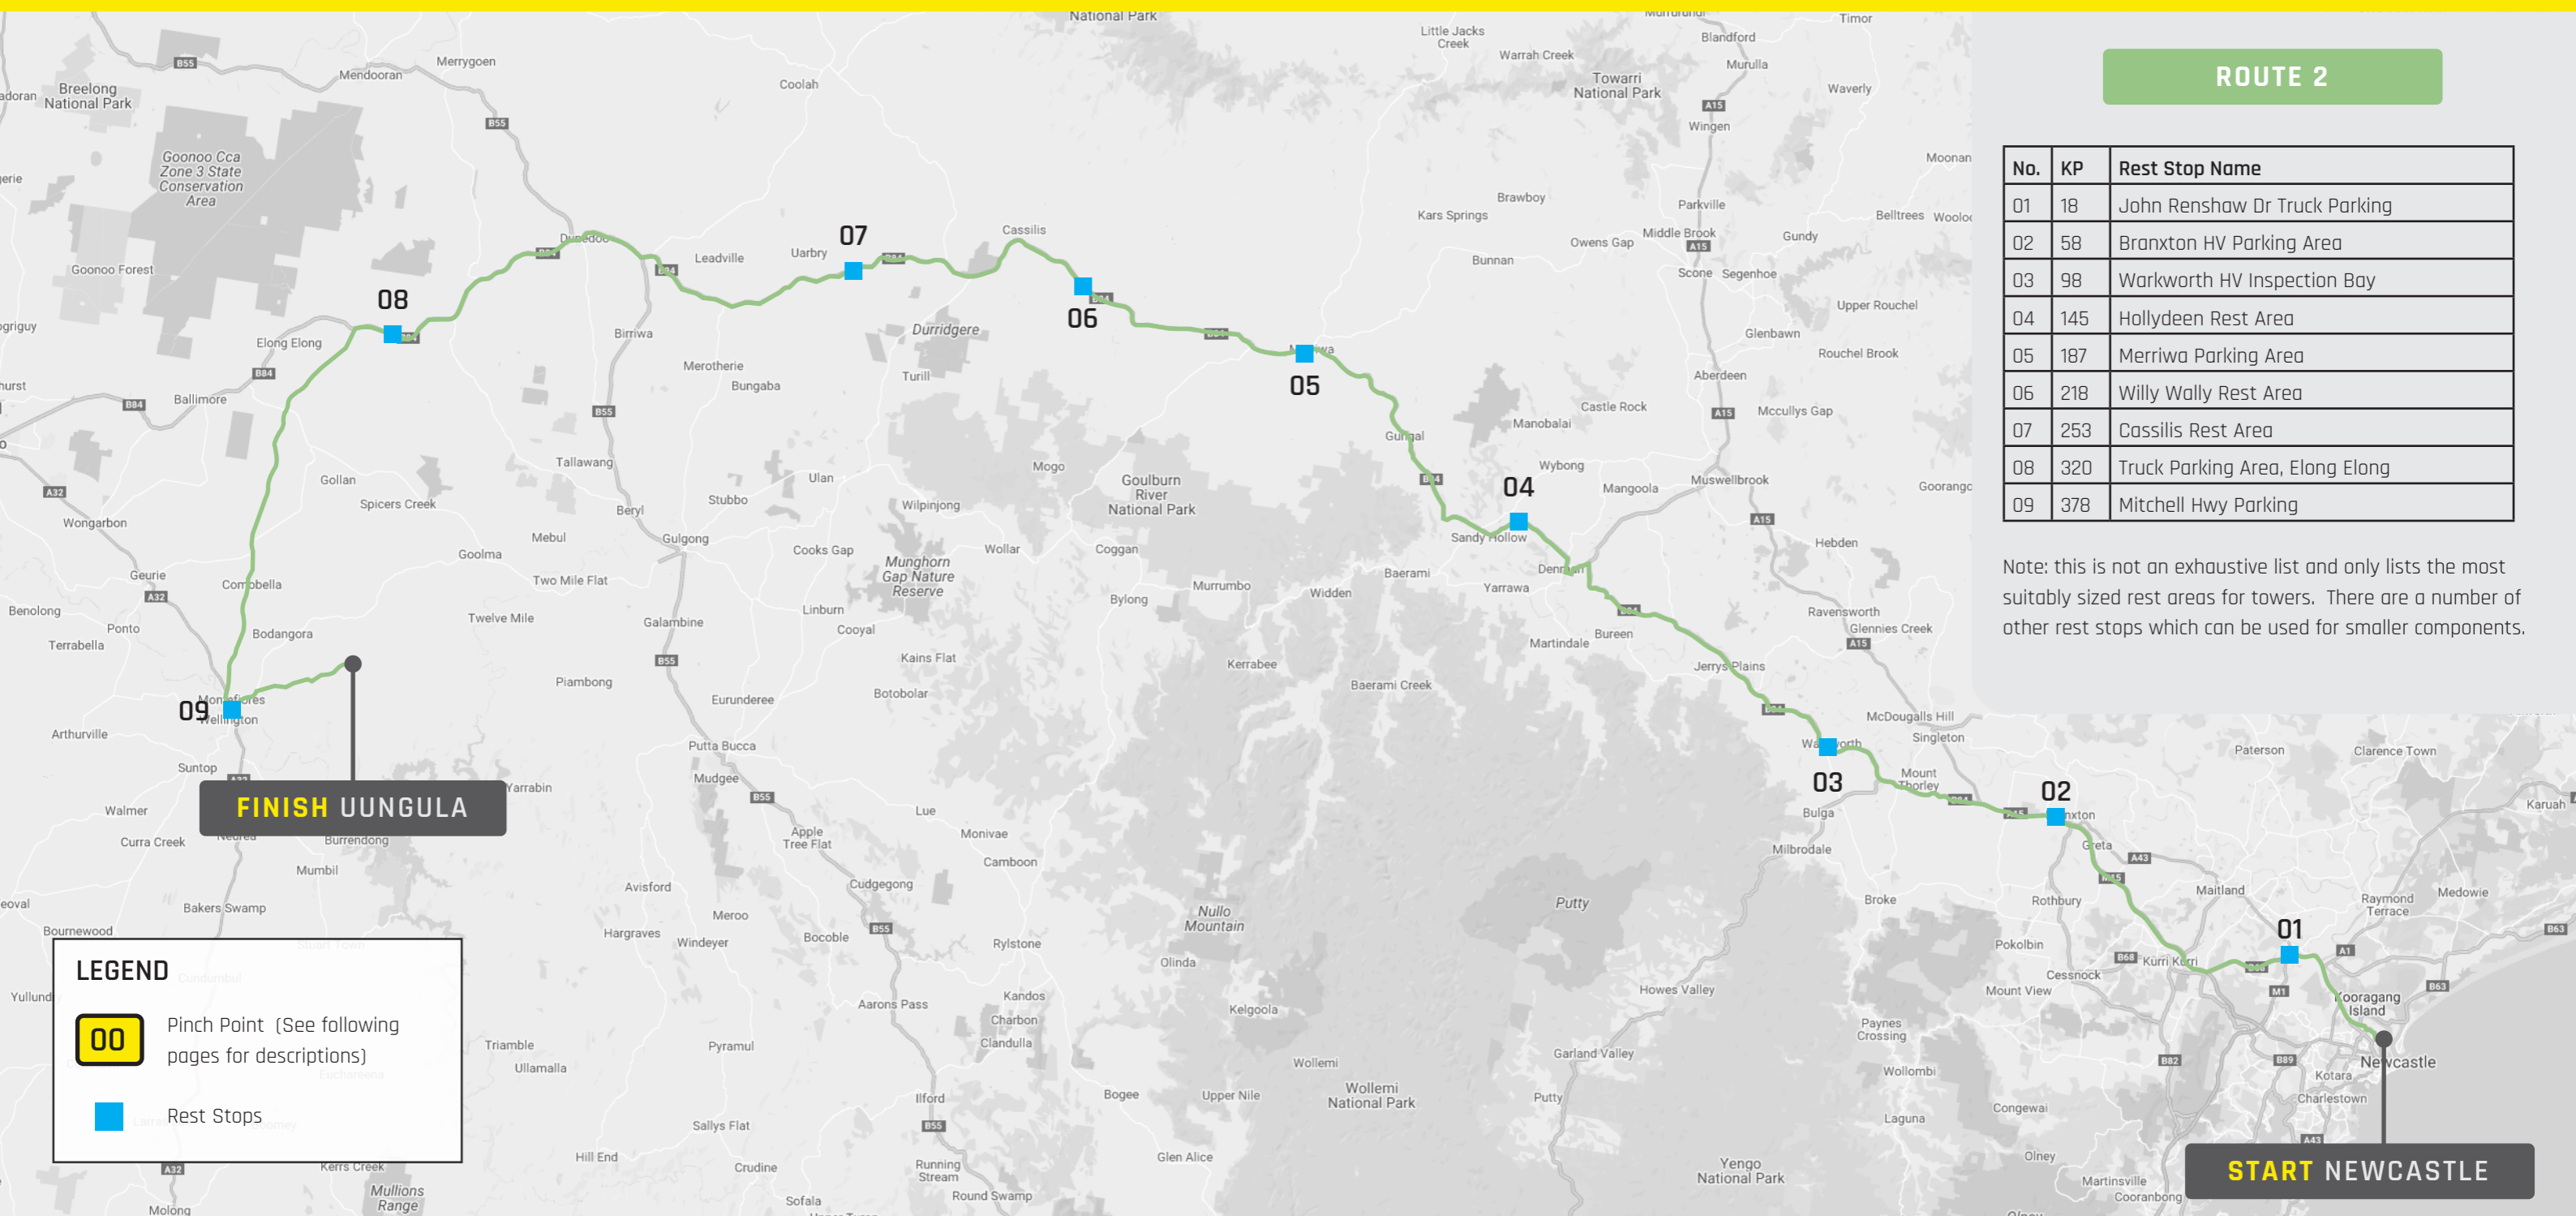 ROUTE 2
No. KP Rest Stop Name
01 18 John Renshaw Dr Truck Parking
02 58 Branxton HV Parking Area
03 98 Warkworth HV Inspection Bay
04 145 Hollydeen Rest Area
05 187 Merriwa Parking Area
06 218 Willy Wally Rest Area
07 253 Cassilis Rest Area
08 320 Truck Parking Area, Elong Elong
09 378 Mitchell Hwy Parking
Note: this is not an exhaustive list and only lists the most
suitably sized rest areas for towers. There are a number of
other rest stops which can be used for smaller components.
National Park
Little Jacks
Creek
Warrah Creek
Blandford
Timor
Murulla
Towarri
National Park
Waverly
A15
Wingen
Moonan
B55
Mendooran
Merrygoen
Breelong
National Park
Coolah
B55
Goonoo Cca
Zone 3 State
Conservation
Area
Goonoo Forest
Brawboy
Kars Springs
Parkville
Belltrees
Middle Brook
Owens Gap
A15
Gundy
Bunnan
Scone
Segenhoe
Upper Rouchel
Glenbawn
Rouchel Brook
Aberdeen
A15
Mccullys Gap
Castle Rock
Manobalai
Cassilis
07
Uarbry
Leadville
06
08
Durridgere
Birriwa
Elong Elong
B84
Merotherie
Bungaba
Turill
05
B84
Ballimore
B55
Gungal
Tallawang
Gollan
Spicers Creek
Stubbo
Ulan
Mogo
Goulburn
River
National Park
Wilpinjong
04
Wybong
Mangoola
Muswellbrook
A15
Sandy Hollow
Hebden
A32
Wongarbon
Beryl
Mebul
Gulgong
Goolma
Cooks Gap
Wollar
Coggan
Munghorn
Gap Nature
Reserve
Murrumbo
Baerami
Widden
Yarrawa
Bylong
Geurie
A32
Combella
Two Mile Flat
Benolong
Ponto
Terrabella
Bodangora
Twelve Mile
Galambine
Linburn
Cooyal
Kains Flat
Kerrabee
Baerami Creek
Bureen
Martindale
Jerrys Plains
Ravensworth
Glennies Creek
A15
B55
Piambong
Eurunderee
Botobolar
09
Wellington
Arthurville
Suntop
FINISH UUNGULA
Yarrabin
Walmer
Curra Creek
Burrendong
Mumbil
Bakers Swamp
Bournewood
Putta Bucca
Mudgee
B55
Lue
Apple
Tree Flat
Monivae
Camboon
Cudgegong
Avisford
Meroo
Hargraves
Windeyer
Bocoble
B55
Rylstone
Nullo
Mountain
Olinda
Putty
McDougalls Hill
Singleton
03
Mount
Thorley
Bulga
Milbrodale
Broke
02
Greta
A43
Paterson
Clarence Town
Karuah
Maitland
Medowie
Raymond
Terrace
Rothbury
Pokolbin
Cessnock
Mount View
B68
Kurri Kurri
01
A1
M1
B63
B63
Kooragang
Island
Newcastle
B82
B89
Kotara
Charlestown
A43
Olney
Martinsville
Cooranbong
START NEWCASTLE
Aarons Pass
Kandos
Charbon
Clandulla
Kelgoola
Howes Valley
Paynes
Crossing
Garland Valley
Wollombi
Wollemi
Wollemi
National Park
Putty
Laguna
Congewai
Triamble
Ullamalla
Pyramul
Ilford
B55
Bogee
Upper Nile
Sallys Flat
Hill End
Crudine
Running
Stream
Round Swamp
Glen Alice
Sofala
Yengo
National Park
LEGEND
00
Pinch Point (See following
pages for descriptions)
Rest Stops
A32
Kerrs Creek
Mullions
Range
Molong